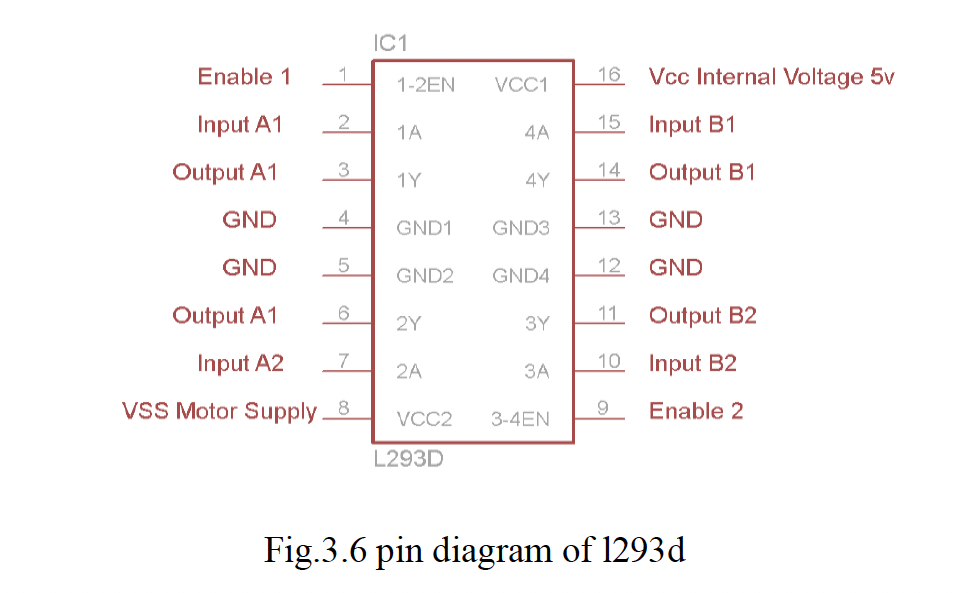 IC1
Enable 1 1 1-2EN VCC1 16 Vcc Internal Voltage 5v
Input A1 2 1A 4A 15 Input B1
Output A1 3 1Y 4Y 14 Output B1
GND 4 GND1 GND3 13 GND
GND 5 GND2 GND4 12 GND
Output A1 6 2Y 3Y 11 Output B2
Input A2 7 2A 3A 10 Input B2
VSS Motor Supply 8 VCC2 3-4EN 9 Enable 2
L293D
Fig.3.6 pin diagram of l293d